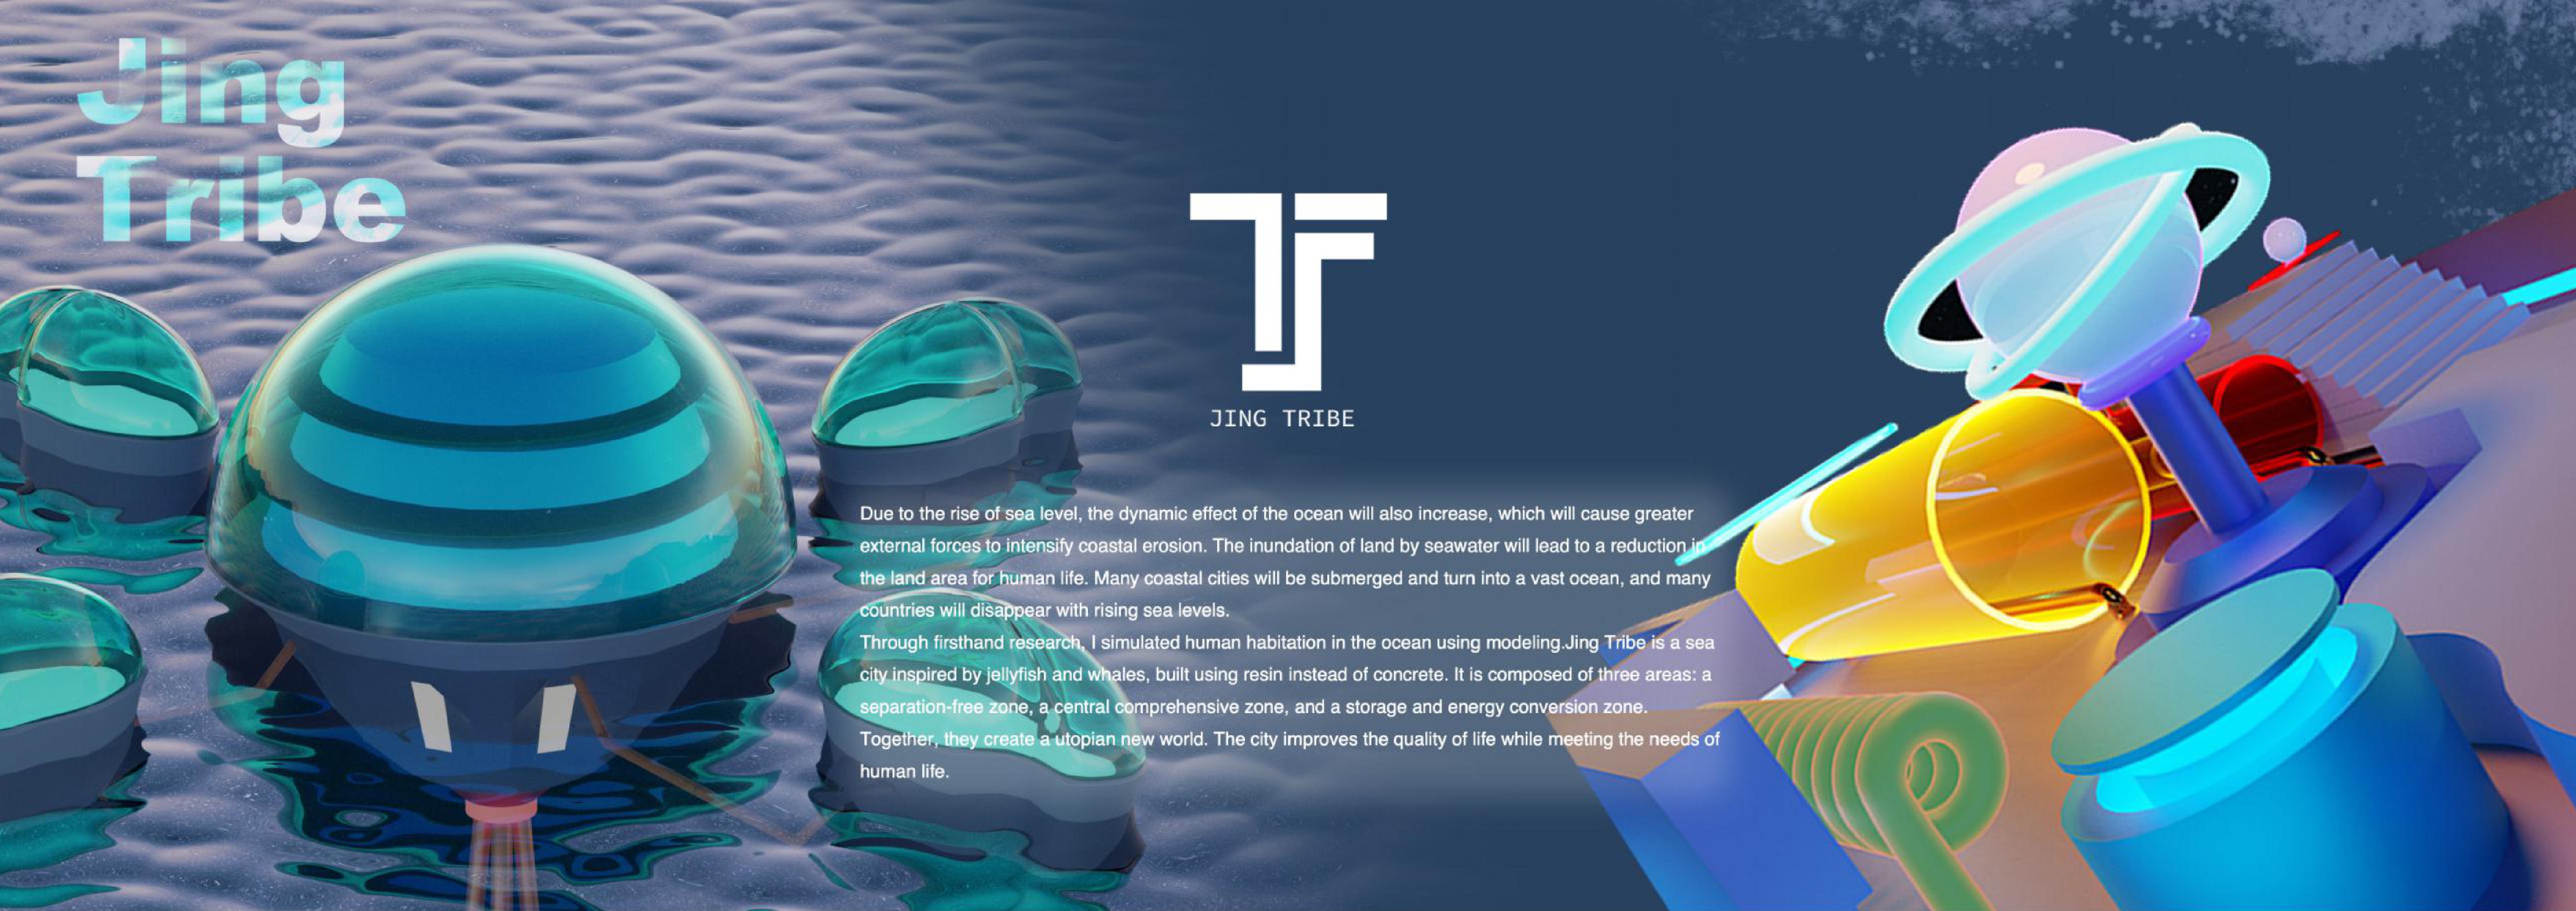 Jing
Tribe
JING TRIBE
Due to the rise of sea level, the dynamic effect of the ocean will also increase, which will cause greater
external forces to intensify coastal erosion. The inundation of land by seawater will lead to a reduction in
the land area for human life. Many coastal cities will be submerged and turn into a vast ocean, and many
countries will disappear with rising sea levels.
Through firsthand research, I simulated human habitation in the ocean using modeling.Jing Tribe is a sea
city inspired by jellyfish and whales, built using resin instead of concrete. It is composed of three areas: a
separation-free zone, a central comprehensive zone, and a storage and energy conversion zone.
Together, they create a utopian new world. The city improves the quality of life while meeting the needs of
human life.